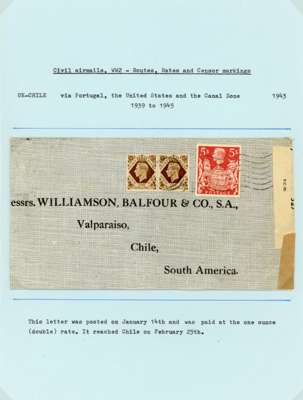 Civil airmails, WW2 - Routes, Rates and Censor markings
UK-CHILE via Portugal, the United States and the Canal Zone 1943
1939 to 1945
essrs. WILLIAMSON, BALFOUR & CO., S.A.,
Valparaiso,
Chile,
South America.
5/-
This letter was posted on January 14th and was paid at the one ounce
(double) rate. It reached Chile on February 25th.